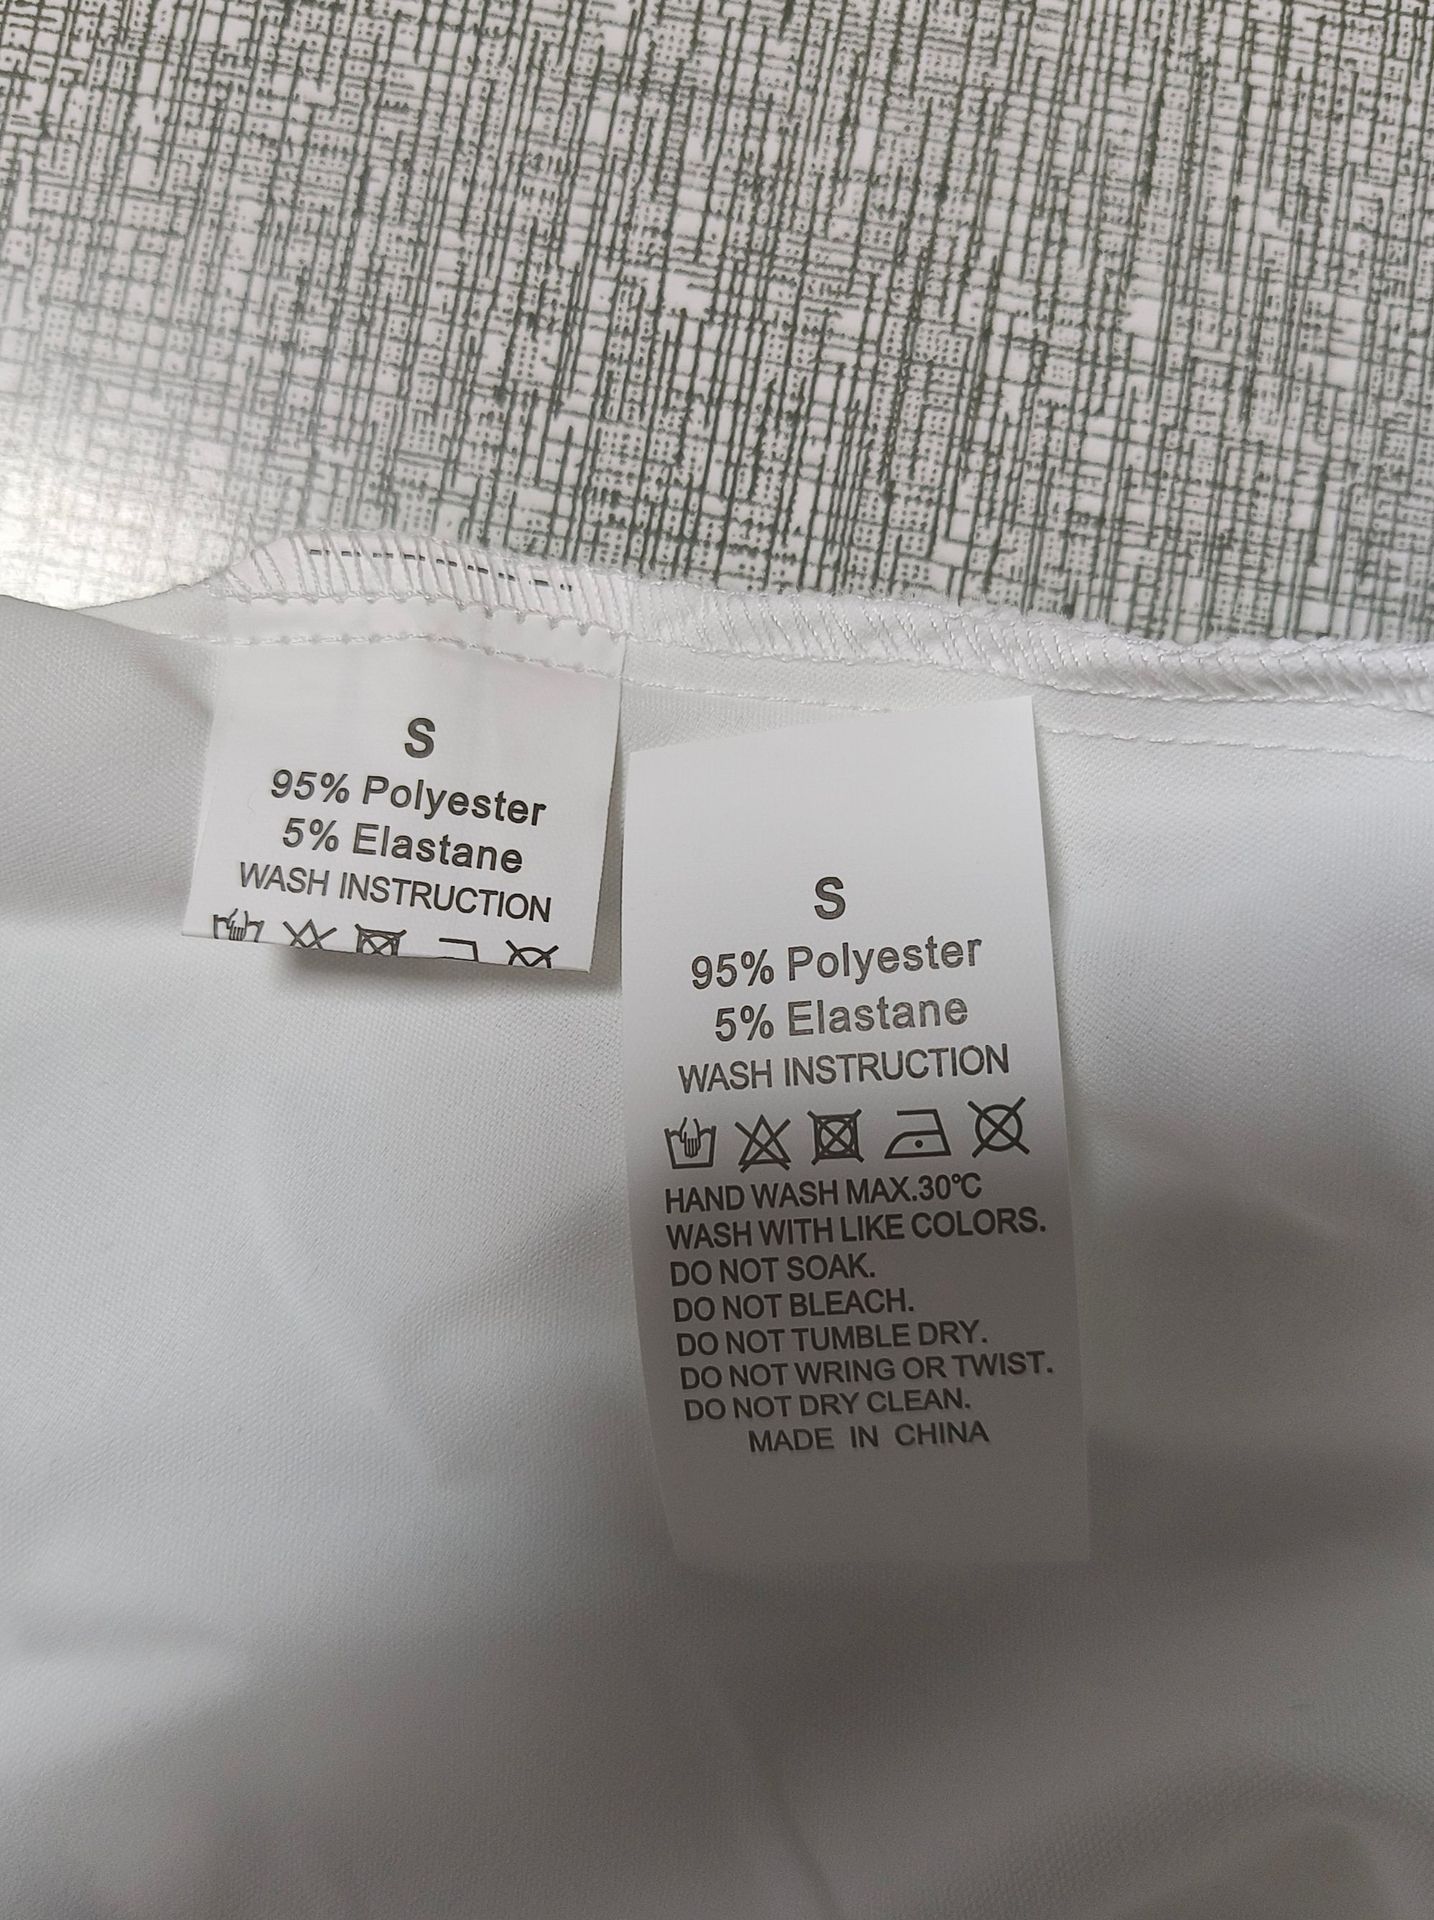 S
95% Polyester
5% Elastane
WASH INSTRUCTION
S
95% Polyester
5% Elastane
WASH INSTRUCTION
HAND WASH MAX.30℃
WASH WITH LIKE COLORS.
DO NOT SOAK.
DO NOT BLEACH.
DO NOT TUMBLE DRY.
DO NOT WRING OR TWIST.
DO NOT DRY CLEAN.
MADE IN CHINA